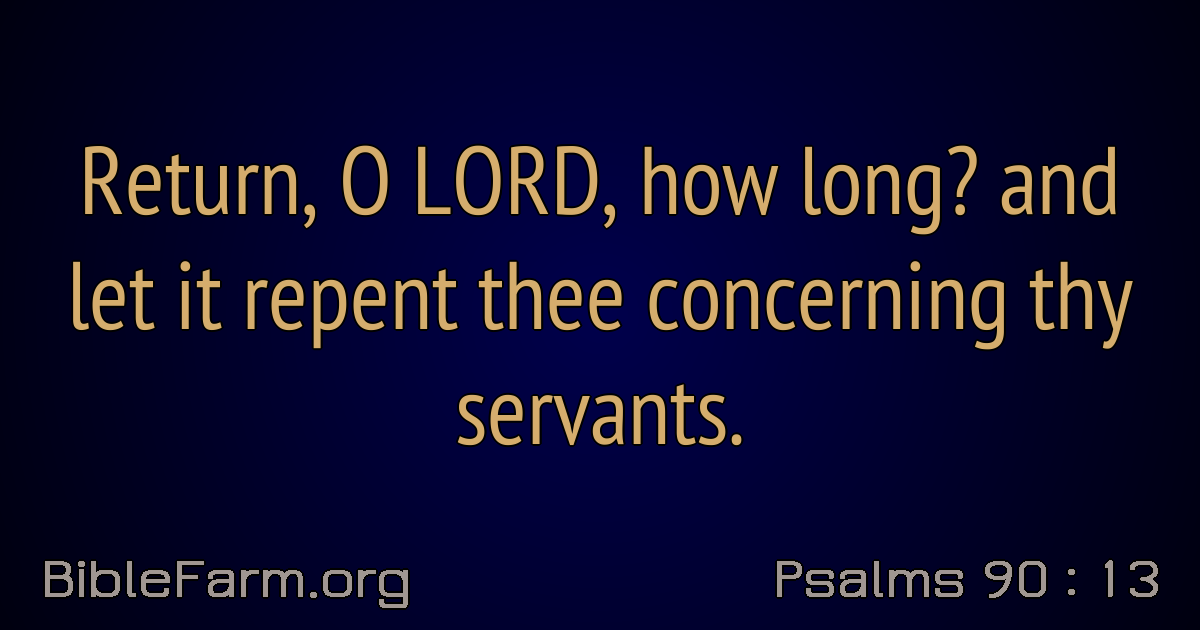 Return, O LORD, how long? and
let it repent thee concerning thy
servants.
BibleFarm.org
Psalms 90 : 13